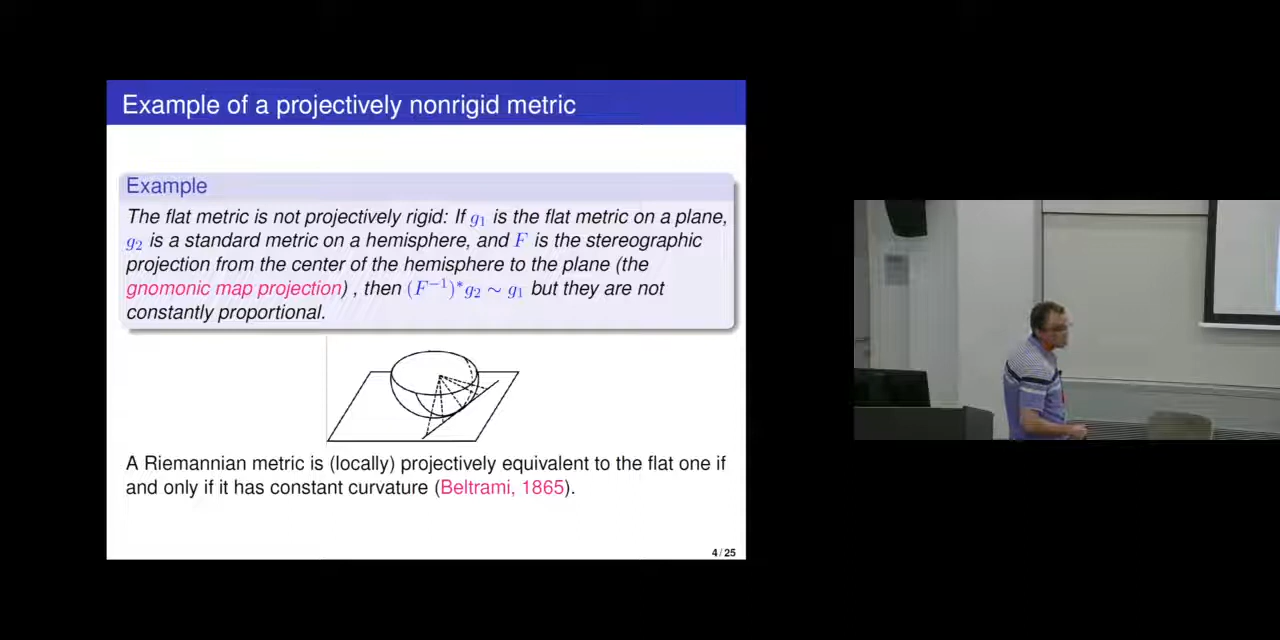 Example of a projectively nonrigid metric
Example
The flat metric is not projectively rigid: If g₁ is the flat metric on a plane,
g₂ is a standard metric on a hemisphere, and F is the stereographic
projection from the center of the hemisphere to the plane (the
gnomonic map projection) , then (F⁻¹)*g₂ ∼ g₁ but they are not
constantly proportional.
A Riemannian metric is (locally) projectively equivalent to the flat one if
and only if it has constant curvature (Beltrami, 1865).
4 / 25